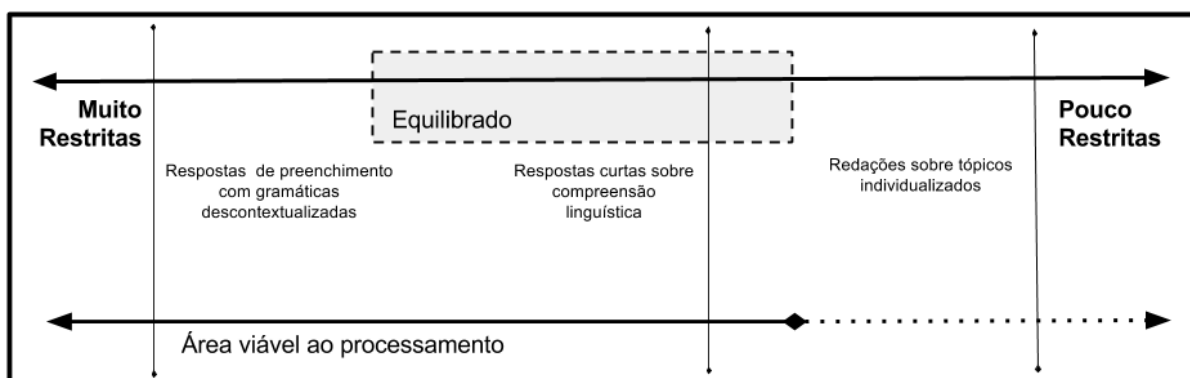 Muito
Restritas
Equilibrado
Pouco
Restritas
Respostas de preenchimento
com gramáticas
descontextualizadas
Respostas curtas sobre
compreensão
linguística
Redações sobre tópicos
individualizados
Área viável ao processamento